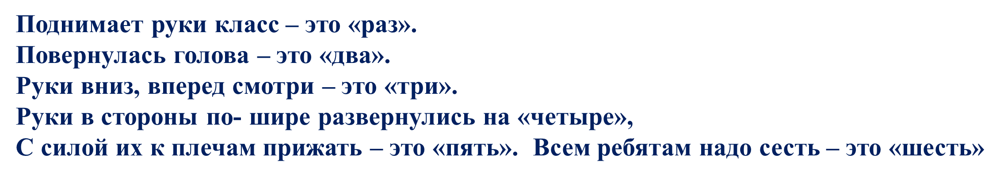 Поднимает руки класс – это «раз».
Повернулась голова – это «два».
Руки вниз, вперед смотри – это «три».
Руки в стороны по- шире развернулись на «четыре»,
С силой их к плечам прижать – это «пять».  Всем ребятам надо сесть – это «шесть»